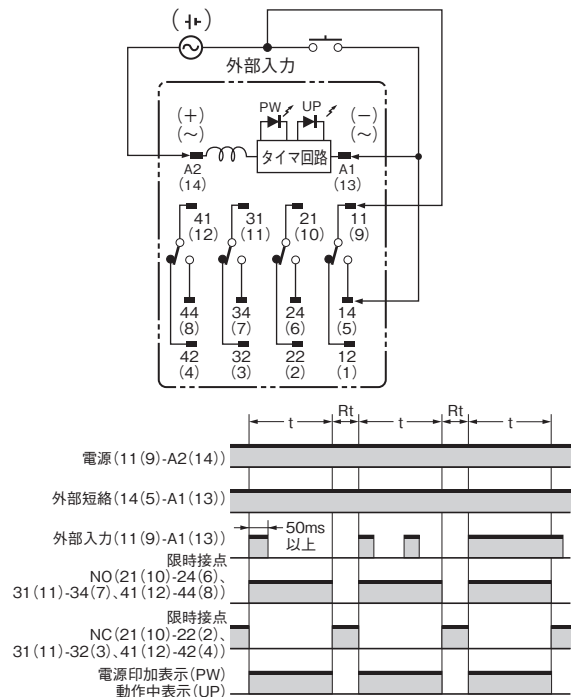 外部入力
PW UP
(+) (−)
(～) (～)
タイマ回路
A2 A1
(14) (13)
41 31 21 11
(12) (11) (10) (9)
44 34 24 14
(8) (7) (6) (5)
42 32 22 12
(4) (3) (2) (1)
t Rt t Rt t
電源(11(9)-A2(14))
外部短絡(14(5)-A1(13))
外部入力(11(9)-A1(13))
50ms
以上
限時接点
NO(21(10)-24(6)、
31(11)-34(7)、41(12)-44(8))
限時接点
NC(21(10)-22(2)、
31(11)-32(3)、41(12)-42(4))
電源印加表示(PW)
動作中表示(UP)